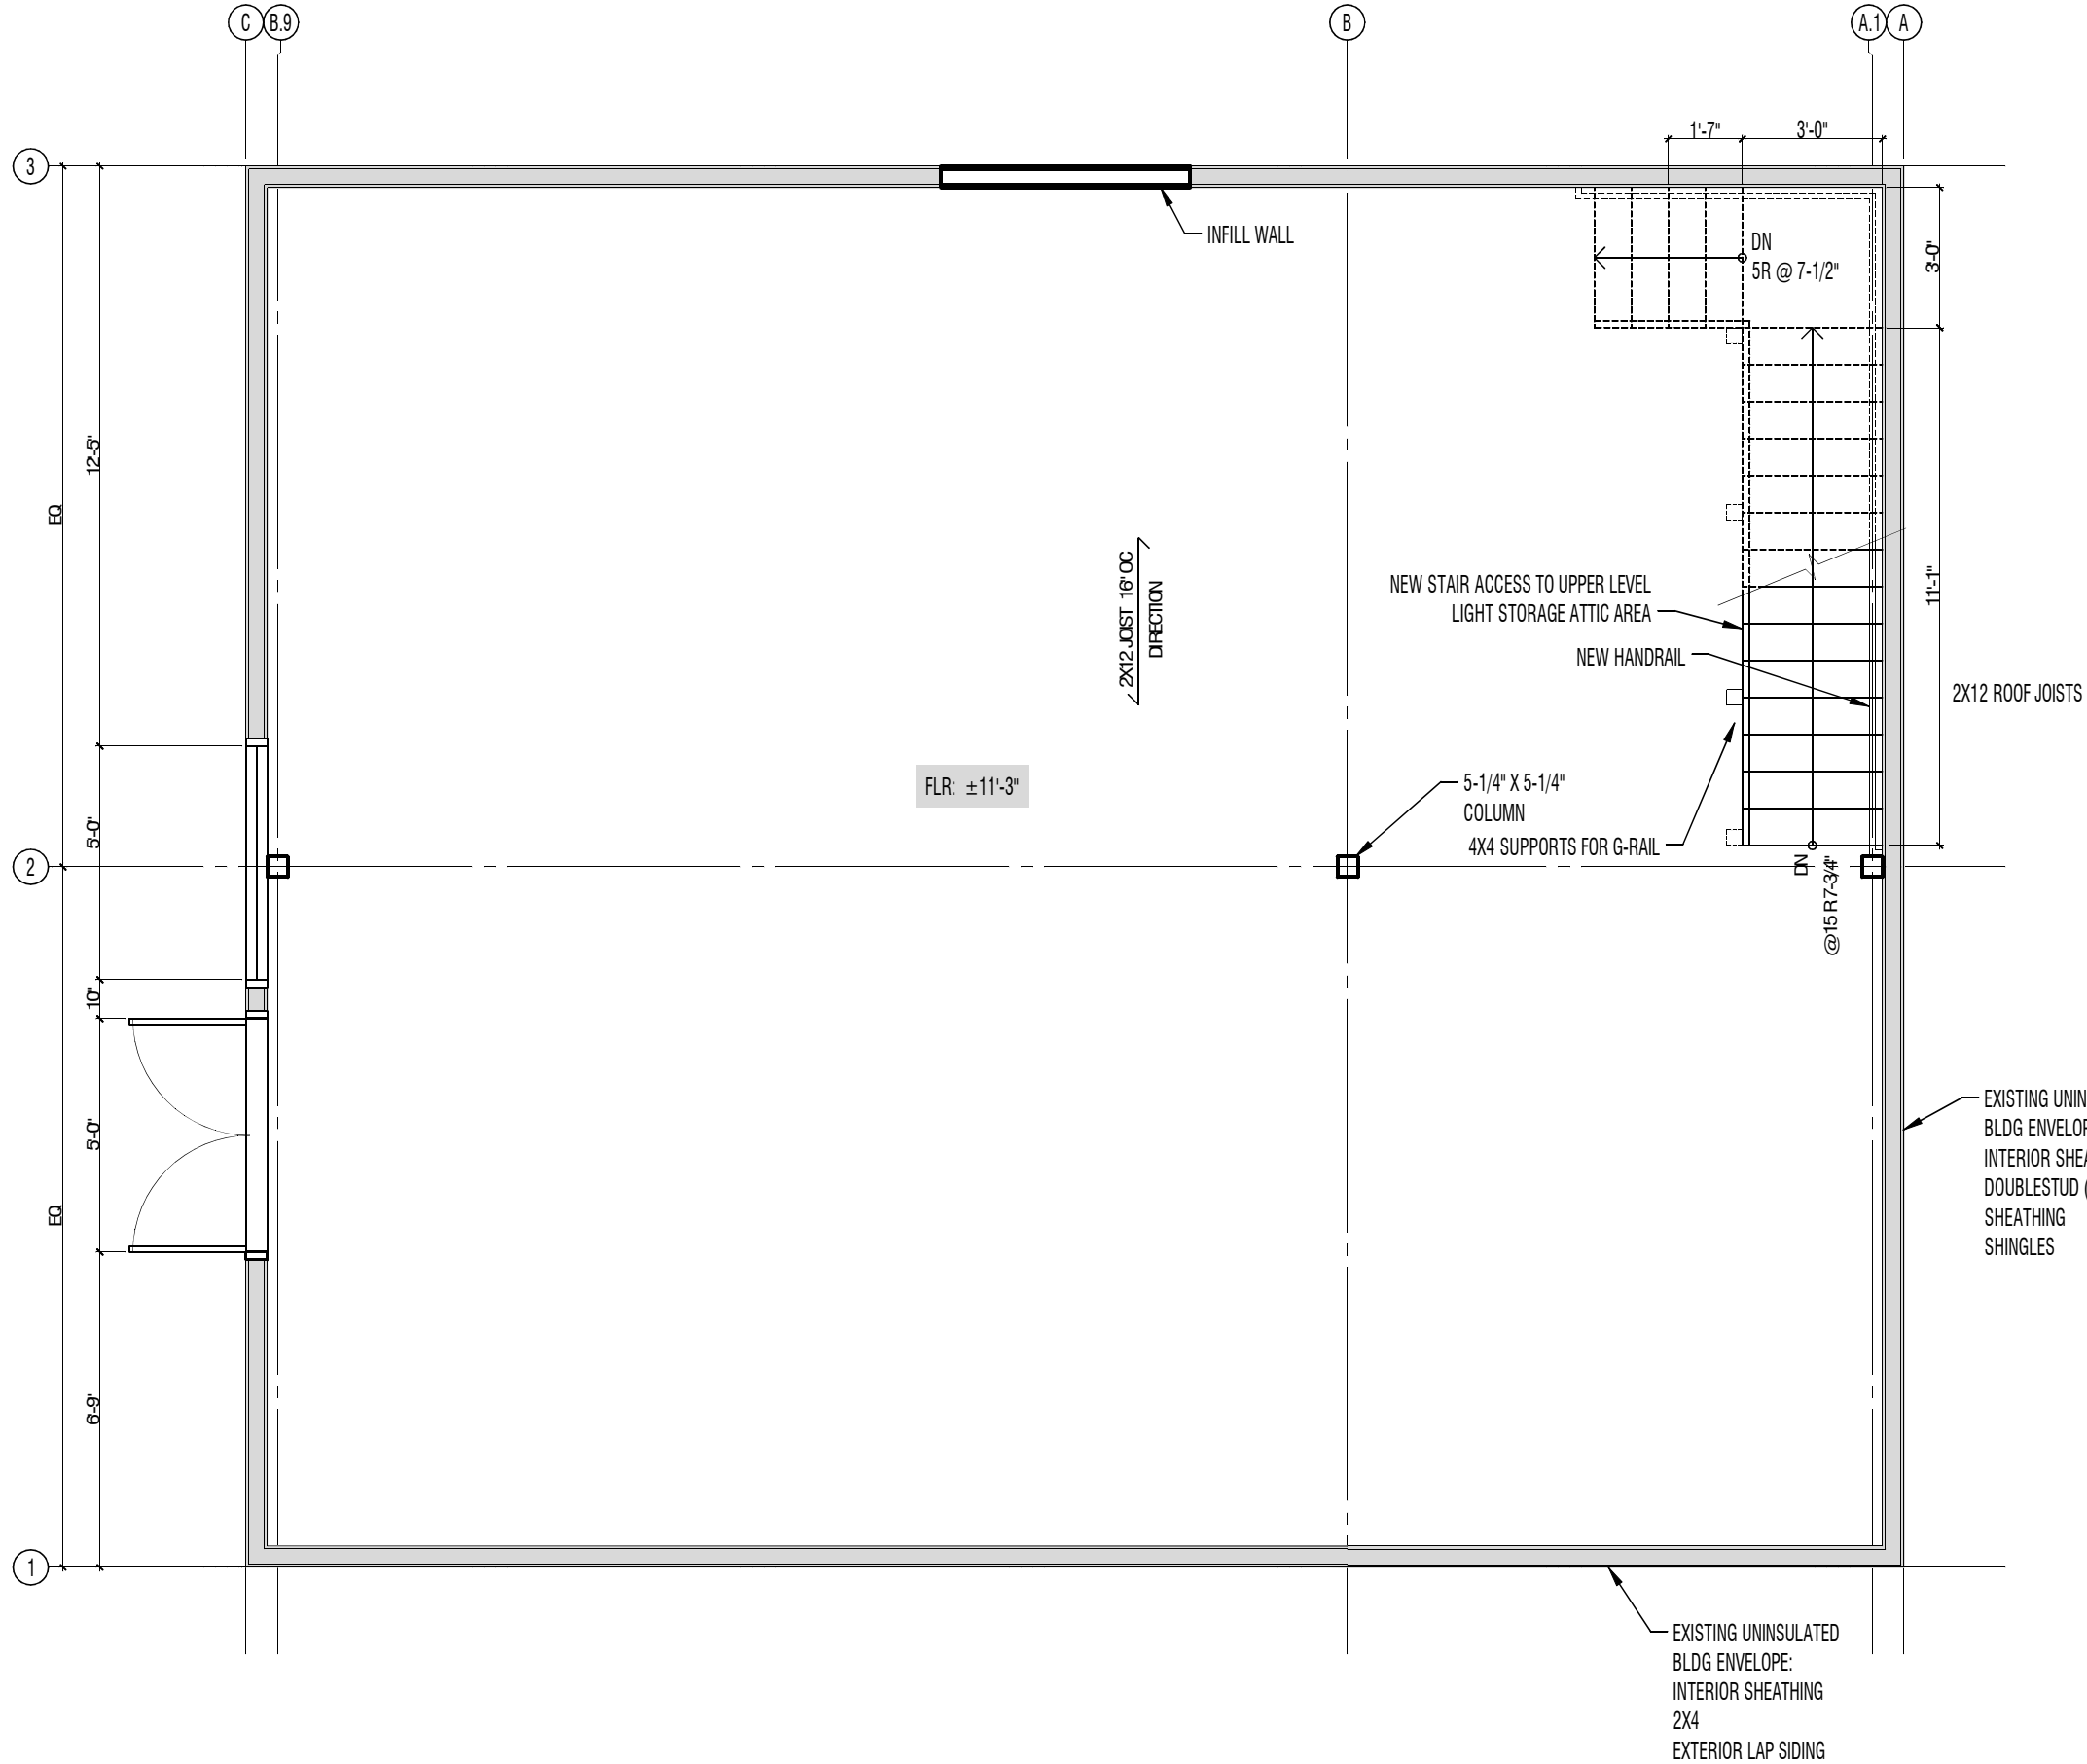 C
B.9
B
A.1
A
1'-7"
3'-0"
3
INFILL WALL
DN
5R @ 7-1/2"
3'-0"
12'-5"
EQ
2X12 JOIST 16" OC
DIRECTION
NEW STAIR ACCESS TO UPPER LEVEL
LIGHT STORAGE ATTIC AREA
11'-1"
NEW HANDRAIL
2X12 ROOF JOISTS
FLR: ±11'-3"
5-1/4" X 5-1/4"
COLUMN
4X4 SUPPORTS FOR G-RAIL
5'-0"
2
DN
@15 R 7-3/4"
10"
5'-0"
EQ
EXISTING UNIN
BLDG ENVELOP
INTERIOR SHEA
DOUBLESTUD (
SHEATHING
SHINGLES
6'-9"
1
EXISTING UNINSULATED
BLDG ENVELOPE:
INTERIOR SHEATHING
2X4
EXTERIOR LAP SIDING